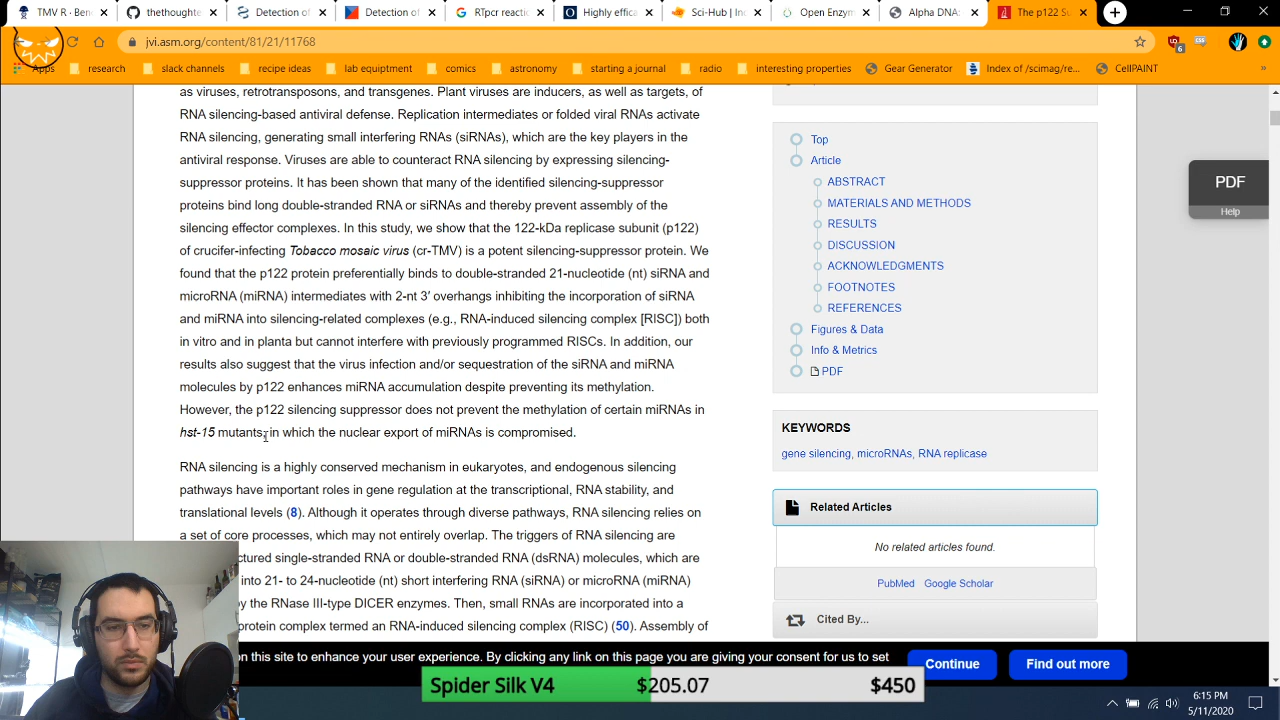 TMV R - Ben
thethoughte
Detection of
Detection of
RTpcr reacti
Highly effica
Sci-Hub | In
Open Enzym
Alpha DNA:
The p122 Su
jvi.asm.org/content/81/21/11768
6
Apps
research
slack channels
recipe ideas
lab equiptment
comics
astronomy
starting a journal
radio
interesting properties
Gear Generator
Index of /scimag/re...
CellPAINT
»
as viruses, retrotransposons, and transgenes. Plant viruses are inducers, as well as targets, of
RNA silencing-based antiviral defense. Replication intermediates or folded viral RNAs activate
RNA silencing, generating small interfering RNAs (siRNAs), which are the key players in the
antiviral response. Viruses are able to counteract RNA silencing by expressing silencing-
suppressor proteins. It has been shown that many of the identified silencing-suppressor
proteins bind long double-stranded RNA or siRNAs and thereby prevent assembly of the
silencing effector complexes. In this study, we show that the 122-kDa replicase subunit (p122)
of crucifer-infecting Tobacco mosaic virus (cr-TMV) is a potent silencing-suppressor protein. We
found that the p122 protein preferentially binds to double-stranded 21-nucleotide (nt) siRNA and
microRNA (miRNA) intermediates with 2-nt 3′ overhangs inhibiting the incorporation of siRNA
and miRNA into silencing-related complexes (e.g., RNA-induced silencing complex [RISC]) both
in vitro and in planta but cannot interfere with previously programmed RISCs. In addition, our
results also suggest that the virus infection and/or sequestration of the siRNA and miRNA
molecules by p122 enhances miRNA accumulation despite preventing its methylation.
However, the p122 silencing suppressor does not prevent the methylation of certain miRNAs in
hst-15 mutants, in which the nuclear export of miRNAs is compromised.
RNA silencing is a highly conserved mechanism in eukaryotes, and endogenous silencing
pathways have important roles in gene regulation at the transcriptional, RNA stability, and
translational levels (8). Although it operates through diverse pathways, RNA silencing relies on
a set of core processes, which may not entirely overlap. The triggers of RNA silencing are
ctured single-stranded RNA or double-stranded RNA (dsRNA) molecules, which are
into 21- to 24-nucleotide (nt) short interfering RNA (siRNA) or microRNA (miRNA)
y the RNase III-type DICER enzymes. Then, small RNAs are incorporated into a
protein complex termed an RNA-induced silencing complex (RISC) (50). Assembly of
Top
Article
ABSTRACT
MATERIALS AND METHODS
RESULTS
DISCUSSION
ACKNOWLEDGMENTS
FOOTNOTES
REFERENCES
Figures & Data
Info & Metrics
PDF
PDF
Help
KEYWORDS
gene silencing, microRNAs, RNA replicase
Related Articles
No related articles found.
PubMed Google Scholar
Cited By...
on this site to enhance your user experience. By clicking any link on this page you are giving your consent for us to set
Continue
Find out more
Spider Silk V4 $205.07 $450
6:15 PM
5/11/2020